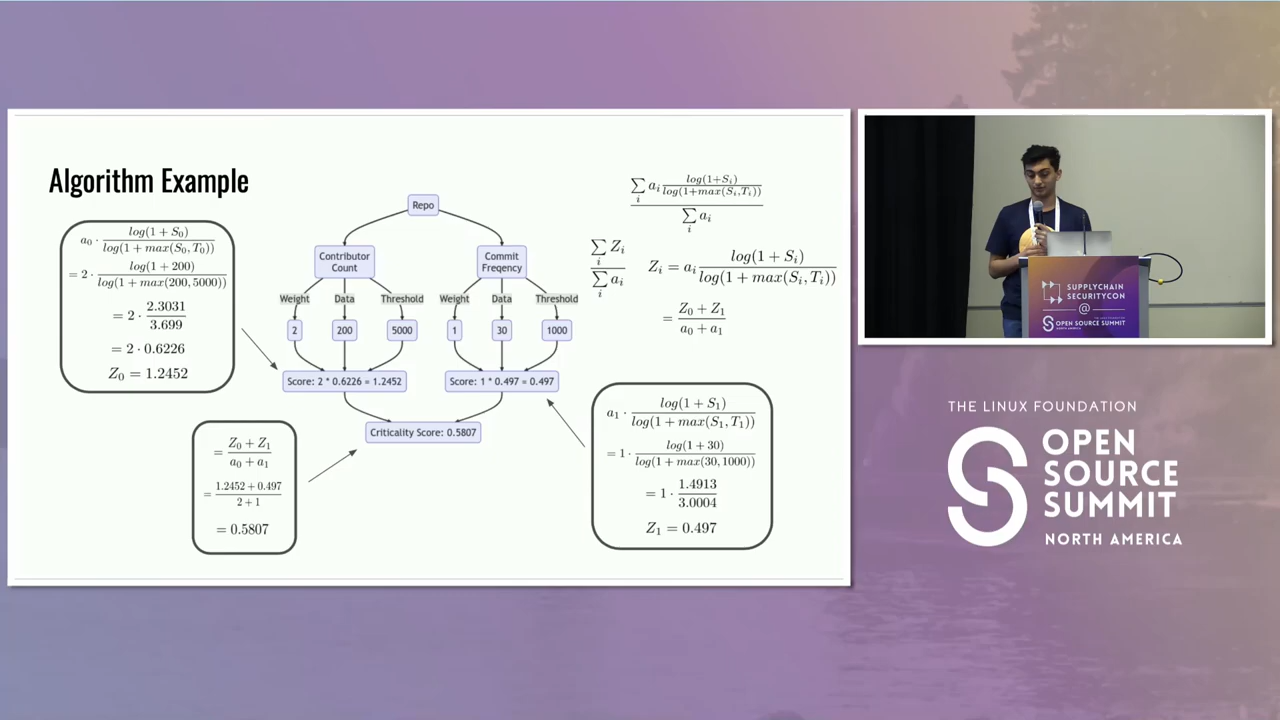 Algorithm Example
a₀ · log(1 + S₀) / log(1 + max(S₀, T₀))
= 2 · log(1 + 200) / log(1 + max(200, 5000))
= 2 · 2.3031 / 3.699
= 2 · 0.6226
Z₀ = 1.2452
Repo
Contributor
Count
Commit
Freqency
Weight Data Threshold Weight Data Threshold
2 200 5000 1 30 1000
Score: 2 * 0.6226 = 1.2452
Score: 1 * 0.497 = 0.497
Criticality Score: 0.5807
∑ᵢ aᵢ log(1+Sᵢ) / log(1+max(Sᵢ,Tᵢ)) / ∑ᵢ aᵢ
∑ᵢ Zᵢ / ∑ᵢ aᵢ
Zᵢ = aᵢ log(1 + Sᵢ) / log(1 + max(Sᵢ, Tᵢ))
= Z₀ + Z₁ / a₀ + a₁
= Z₀ + Z₁ / a₀ + a₁
= 1.2452 + 0.497 / 2 + 1
= 0.5807
a₁ · log(1 + S₁) / log(1 + max(S₁, T₁))
= 1 · log(1 + 30) / log(1 + max(30, 1000))
= 1 · 1.4913 / 3.0004
Z₁ = 0.497
SUPPLYCHAIN
SECURITYCON
@
THE LINUX FOUNDATION
OPEN SOURCE SUMMIT
NORTH AMERICA
THE LINUX FOUNDATION
OPEN
SOURCE
SUMMIT
NORTH AMERICA